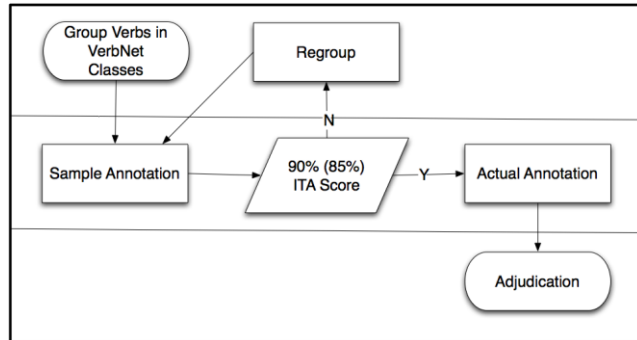 Group Verbs in
VerbNet
Classes
Regroup
N
Sample Annotation
90% (85%)
ITA Score
Y
Actual Annotation
Adjudication